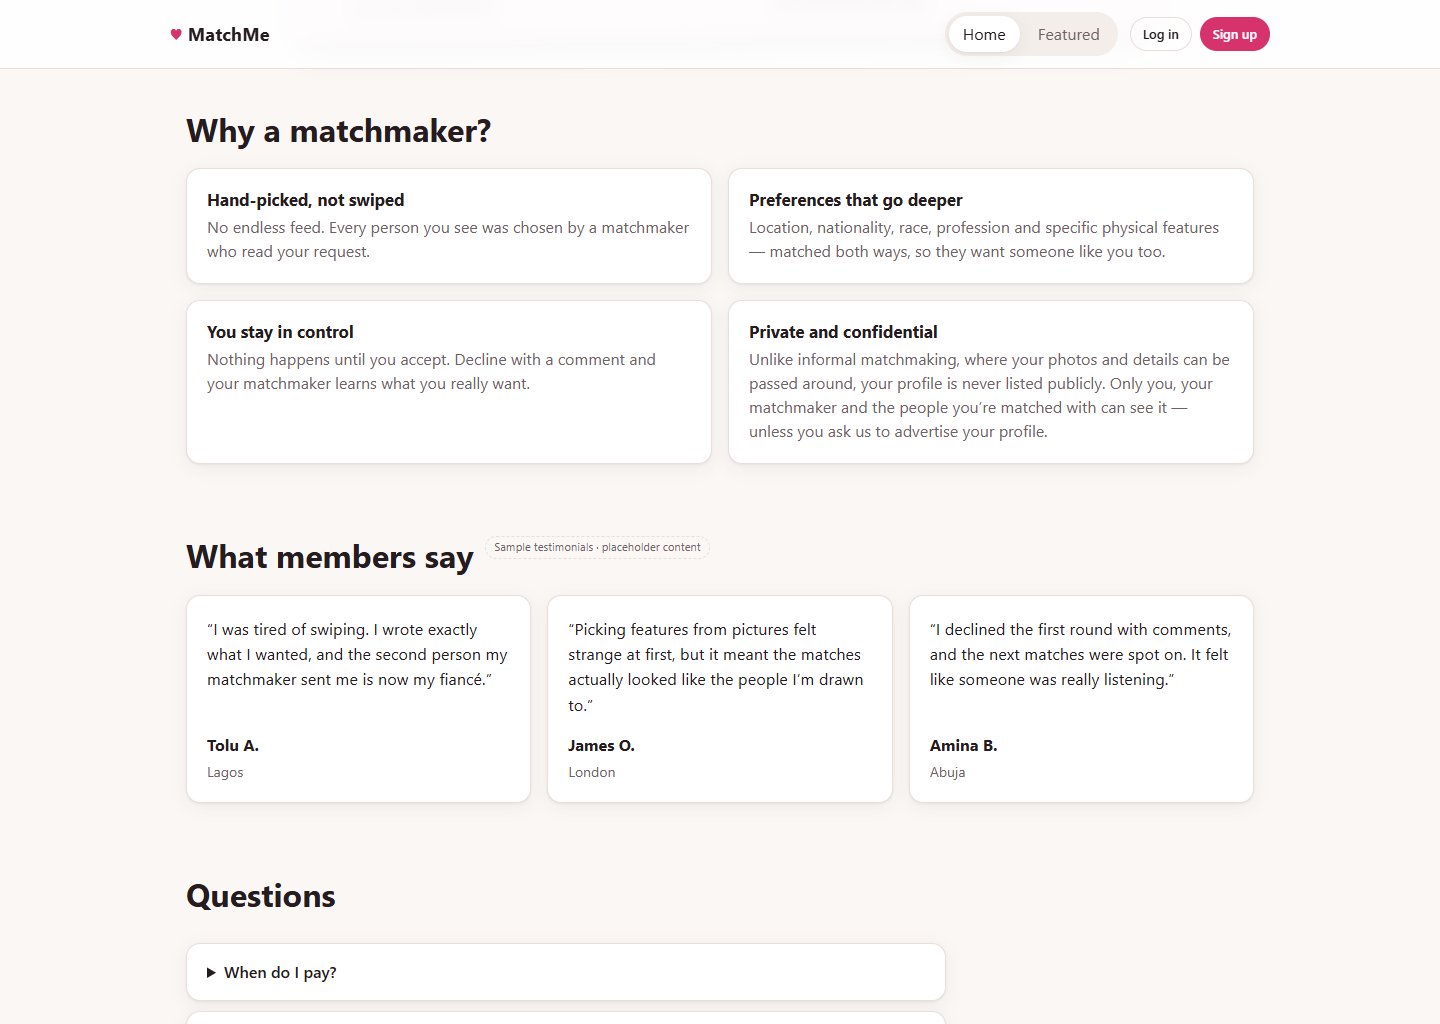 MatchMe
Home
Featured
Log in
Sign up
Why a matchmaker?
Hand-picked, not swiped
No endless feed. Every person you see was chosen by a matchmaker
who read your request.
Preferences that go deeper
Location, nationality, race, profession and specific physical features
— matched both ways, so they want someone like you too.
You stay in control
Nothing happens until you accept. Decline with a comment and
your matchmaker learns what you really want.
Private and confidential
Unlike informal matchmaking, where your photos and details can be
passed around, your profile is never listed publicly. Only you, your
matchmaker and the people you’re matched with can see it —
unless you ask us to advertise your profile.
What members say
Sample testimonials · placeholder content
“I was tired of swiping. I wrote exactly
what I wanted, and the second person my
matchmaker sent me is now my fiancé.”
Tolu A.
Lagos
“Picking features from pictures felt
strange at first, but it meant the matches
actually looked like the people I’m drawn
to.”
James O.
London
“I declined the first round with comments,
and the next matches were spot on. It felt
like someone was really listening.”
Amina B.
Abuja
Questions
When do I pay?